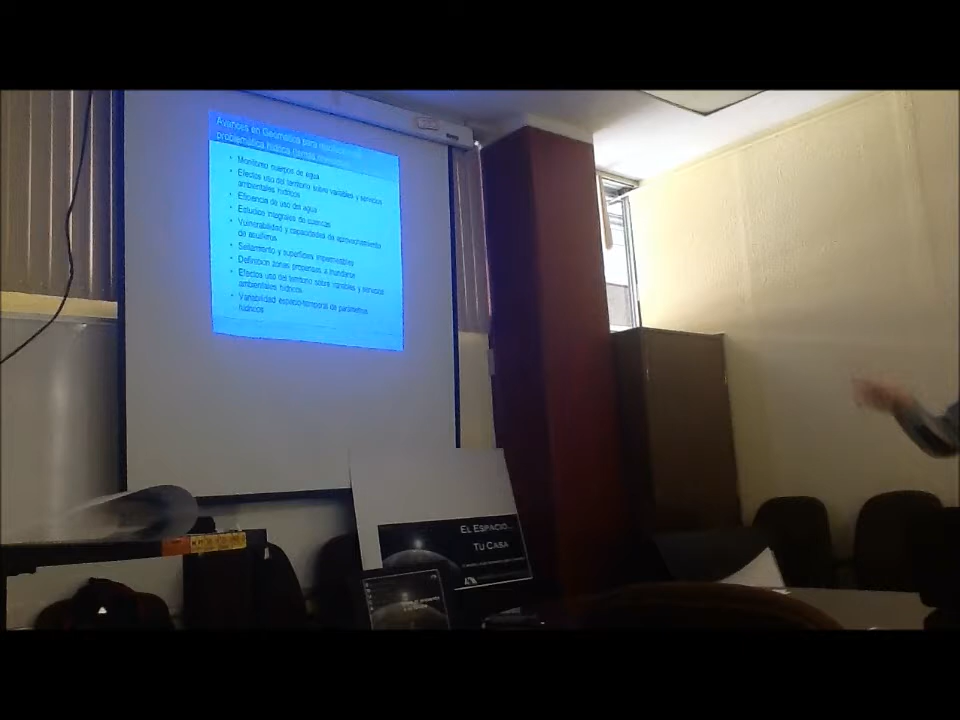 Avances en Geomática para
problemática hídrica
• Monitoreo cuerpos de agua
• Efectos uso del territorio sobre variables y servicios
ambientales hídricos
• Eficiencia de uso del agua
• Estudios integrales de cuencas
• Vulnerabilidad y capacidades de aprovechamiento
de acuíferos
• Sellamiento y superficies impermeables
• Definición zonas propensas a inundarse
• Efectos uso del territorio sobre variables y servicios
ambientales hídricos
• Variabilidad espacio-temporal de parámetros
hídricos
EL ESPACIO...
TU CASA